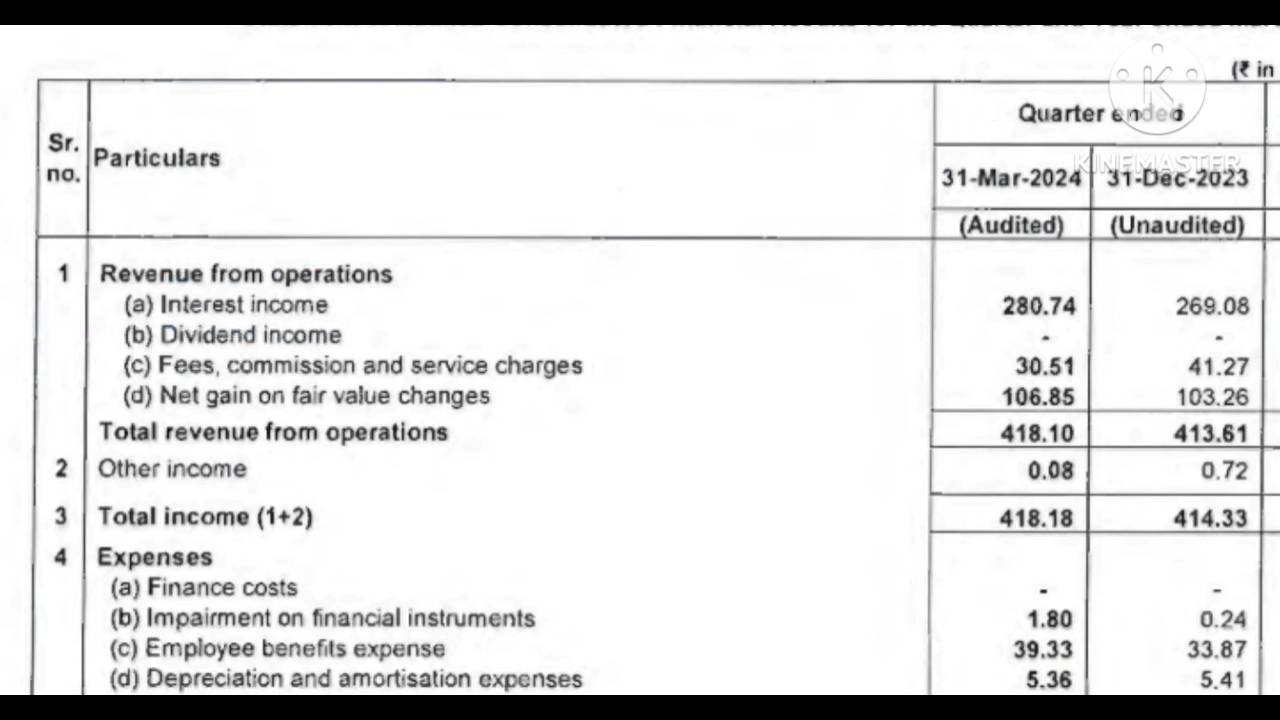 (₹ in
Quarter ended
KINEMASTER
Sr. no. Particulars 31-Mar-2024 31-Dec-2023
(Audited) (Unaudited)
1 Revenue from operations
(a) Interest income 280.74 269.08
(b) Dividend income - -
(c) Fees, commission and service charges 30.51 41.27
(d) Net gain on fair value changes 106.85 103.26
Total revenue from operations 418.10 413.61
2 Other income 0.08 0.72
3 Total income (1+2) 418.18 414.33
4 Expenses
(a) Finance costs - -
(b) Impairment on financial instruments 1.80 0.24
(c) Employee benefits expense 39.33 33.87
(d) Depreciation and amortisation expenses 5.36 5.41